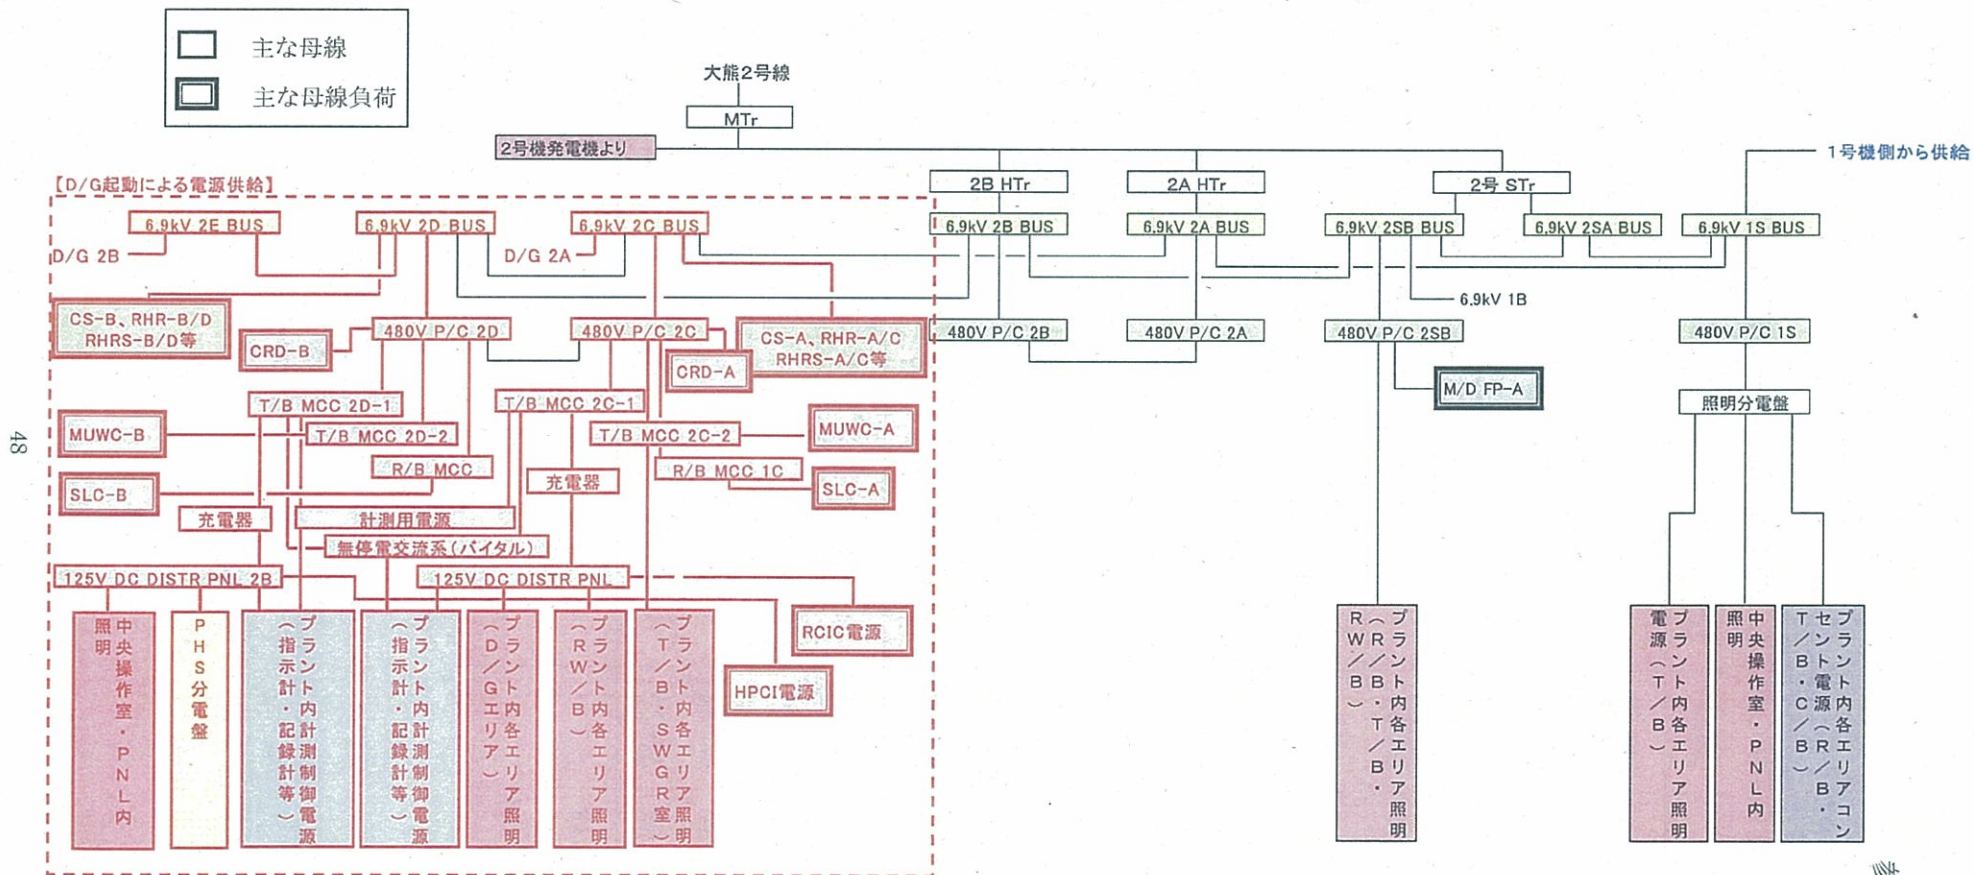 主な母線
主な母線負荷
大熊2号線
MTr
2号機発電機より
1号機側から供給
【D/G起動による電源供給】
2B HTr
2A HTr
2号 STr
6.9kV 2E BUS
6.9kV 2D BUS
6.9kV 2C BUS
6.9kV 2B BUS
6.9kV 2A BUS
6.9kV 2SB BUS
6.9kV 2SA BUS
6.9kV 1S BUS
D/G 2B
D/G 2A
6.9kV 1B
CS-B、RHR-B/D
RHRS-B/D等
CRD-B
480V P/C 2D
480V P/C 2C
CRD-A
CS-A、RHR-A/C
RHRS-A/C等
480V P/C 2B
480V P/C 2A
480V P/C 2SB
480V P/C 1S
M/D FP-A
照明分電盤
T/B MCC 2D-1
T/B MCC 2C-1
MUWC-B
T/B MCC 2D-2
T/B MCC 2C-2
MUWC-A
R/B MCC
R/B MCC 1C
SLC-B
充電器
SLC-A
充電器
計測用電源
無停電交流系(バイタル)
125V DC DISTR PNL 2B
125V DC DISTR PNL
RCIC電源
HPCI電源
中央操作室・PNL内
照明
PHS分電盤
プラント内計測制御電源
(指示計・記録計等)
プラント内計測制御電源
(指示計・記録計等)
プラント内各エリア照明
(D/Gエリア)
プラント内各エリア照明
(RW/B)
プラント内各エリア照明
(T/B・SWGR室)
プラント内各エリア照明
(R/B・T/B・
RW/B)
プラント内各エリア照明
電源(T/B)
中央操作室・PNL内
照明
プラント内各エリアコン
セント電源(R/B・
T/B・C/B)
48